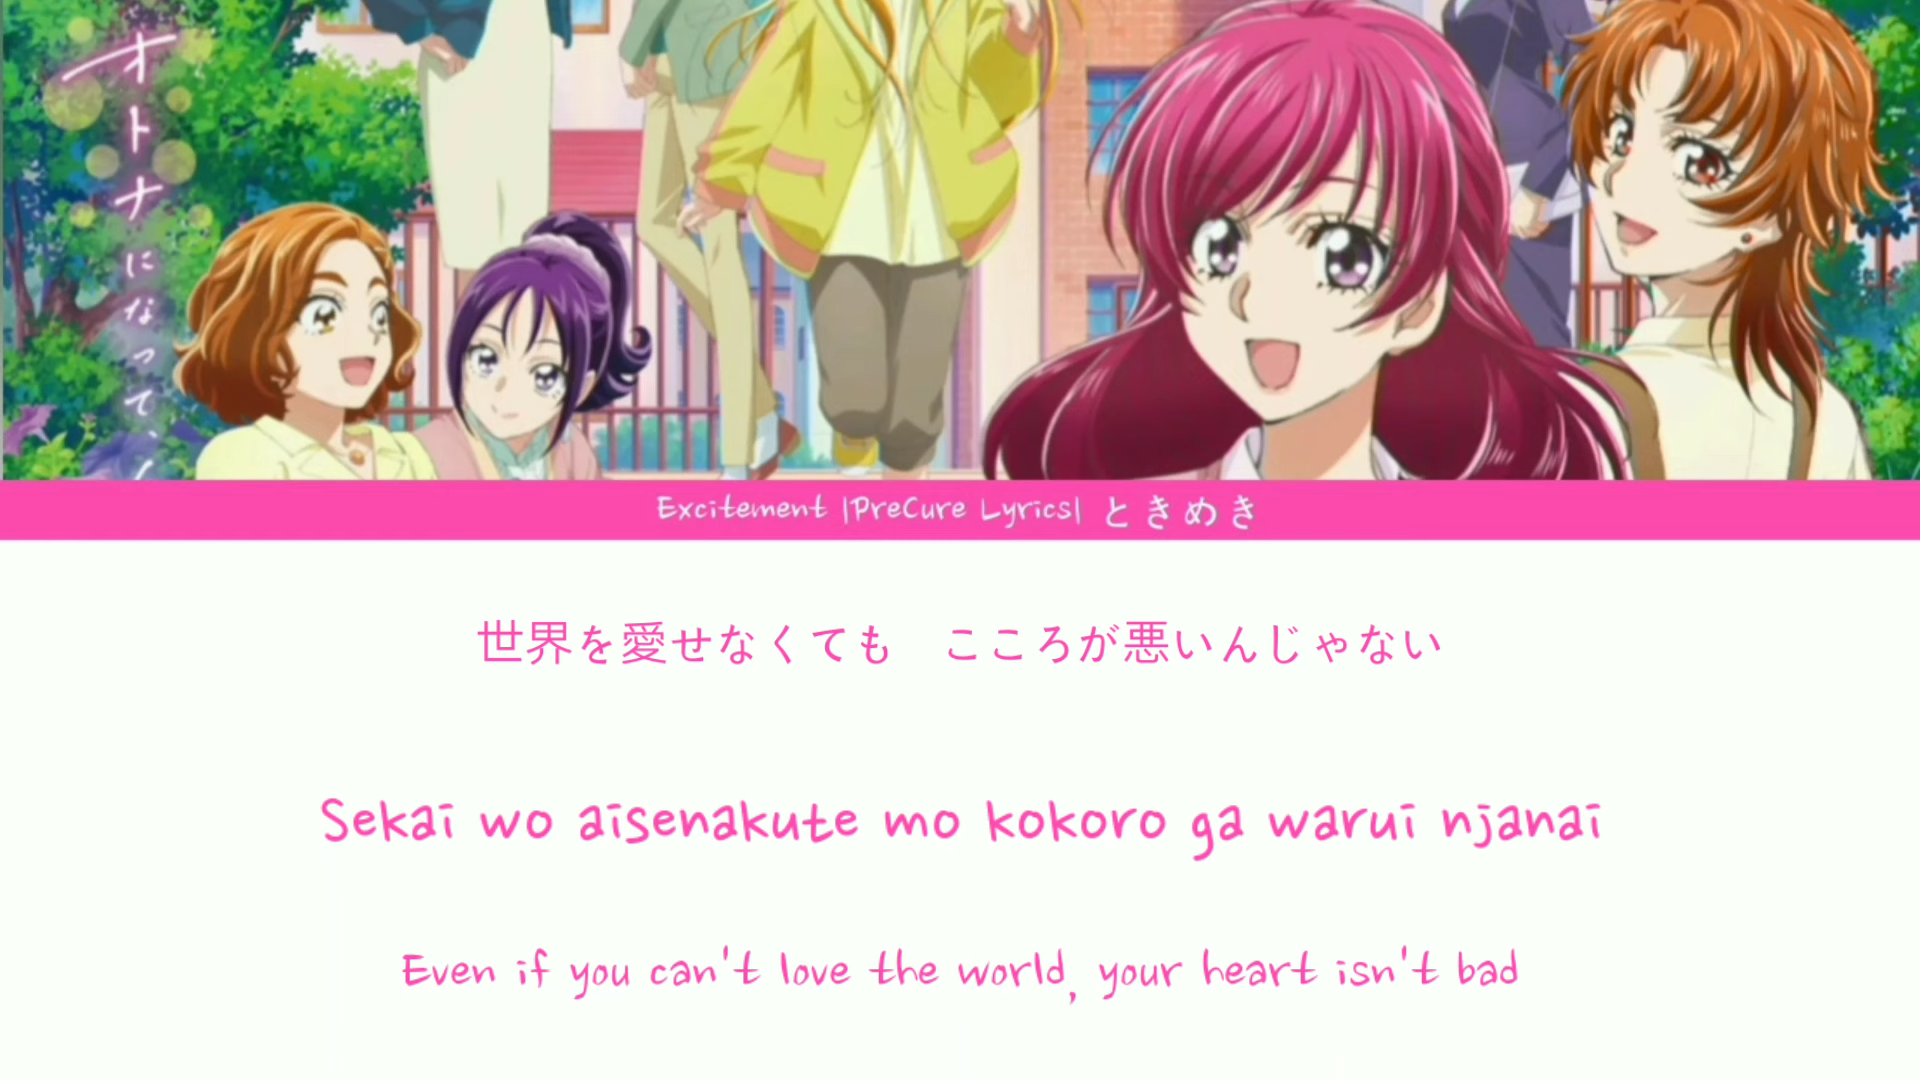 オトナになって、
Excitement |PreCure Lyrics| ときめき
世界を愛せなくても　こころが悪いんじゃない
Sekai wo aisenakute mo kokoro ga warui njanai
Even if you can't love the world, your heart isn't bad